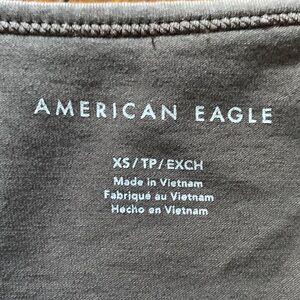 AMERICAN EAGLE
XS/TP/EXCH
Made in Vietnam
Fabriqué au Vietnam
Hecho en Vietnam